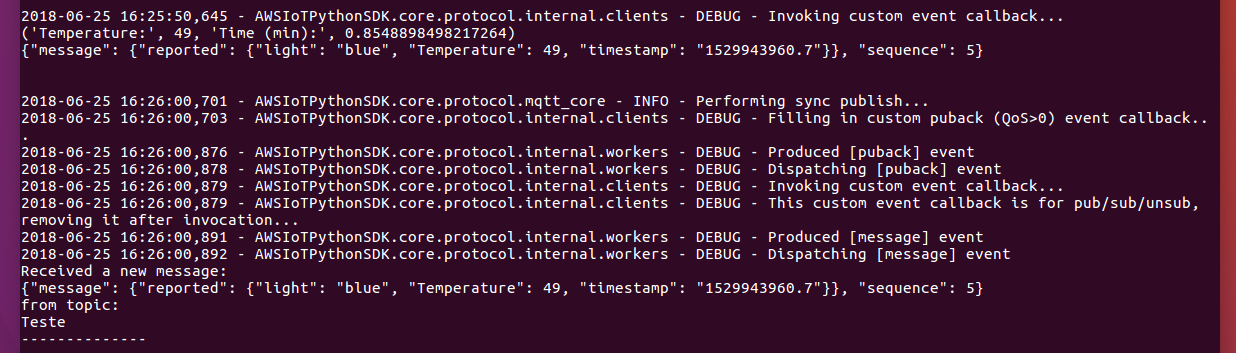 2018-06-25 16:25:50,645 - AWSIoTPythonSDK.core.protocol.internal.clients - DEBUG - Invoking custom event callback...
('Temperature:', 49, 'Time (min):', 0.8548898498217264)
{"message": {"reported": {"light": "blue", "Temperature": 49, "timestamp": "1529943960.7"}}, "sequence": 5}
2018-06-25 16:26:00,701 - AWSIoTPythonSDK.core.protocol.mqtt_core - INFO - Performing sync publish...
2018-06-25 16:26:00,703 - AWSIoTPythonSDK.core.protocol.internal.clients - DEBUG - Filling in custom puback (QoS>0) event callback..
.
2018-06-25 16:26:00,876 - AWSIoTPythonSDK.core.protocol.internal.workers - DEBUG - Produced [puback] event
2018-06-25 16:26:00,878 - AWSIoTPythonSDK.core.protocol.internal.workers - DEBUG - Dispatching [puback] event
2018-06-25 16:26:00,879 - AWSIoTPythonSDK.core.protocol.internal.clients - DEBUG - Invoking custom event callback...
2018-06-25 16:26:00,879 - AWSIoTPythonSDK.core.protocol.internal.clients - DEBUG - This custom event callback is for pub/sub/unsub,
removing it after invocation...
2018-06-25 16:26:00,891 - AWSIoTPythonSDK.core.protocol.internal.workers - DEBUG - Produced [message] event
2018-06-25 16:26:00,892 - AWSIoTPythonSDK.core.protocol.internal.workers - DEBUG - Dispatching [message] event
Received a new message:
{"message": {"reported": {"light": "blue", "Temperature": 49, "timestamp": "1529943960.7"}}, "sequence": 5}
from topic:
Teste
--------------